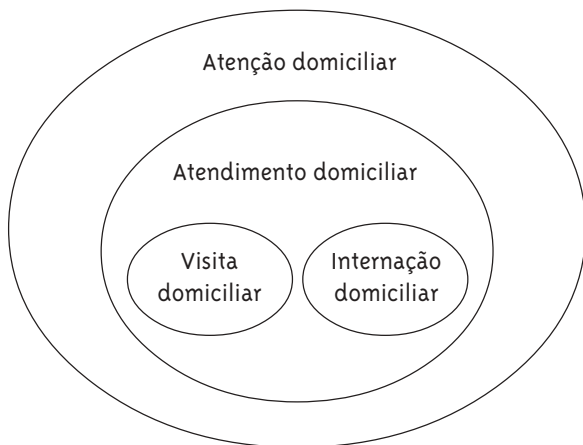 Atenção domiciliar
Atendimento domiciliar
Visita
domiciliar
Internação
domiciliar